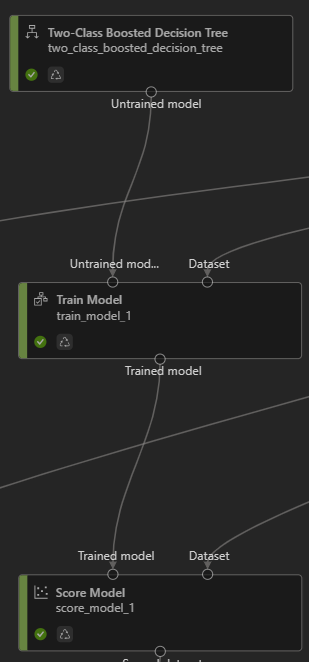 Two-Class Boosted Decision Tree
two_class_boosted_decision_tree
Untrained model
Untrained mod... Dataset
Train Model
train_model_1
Trained model
Trained model Dataset
Score Model
score_model_1